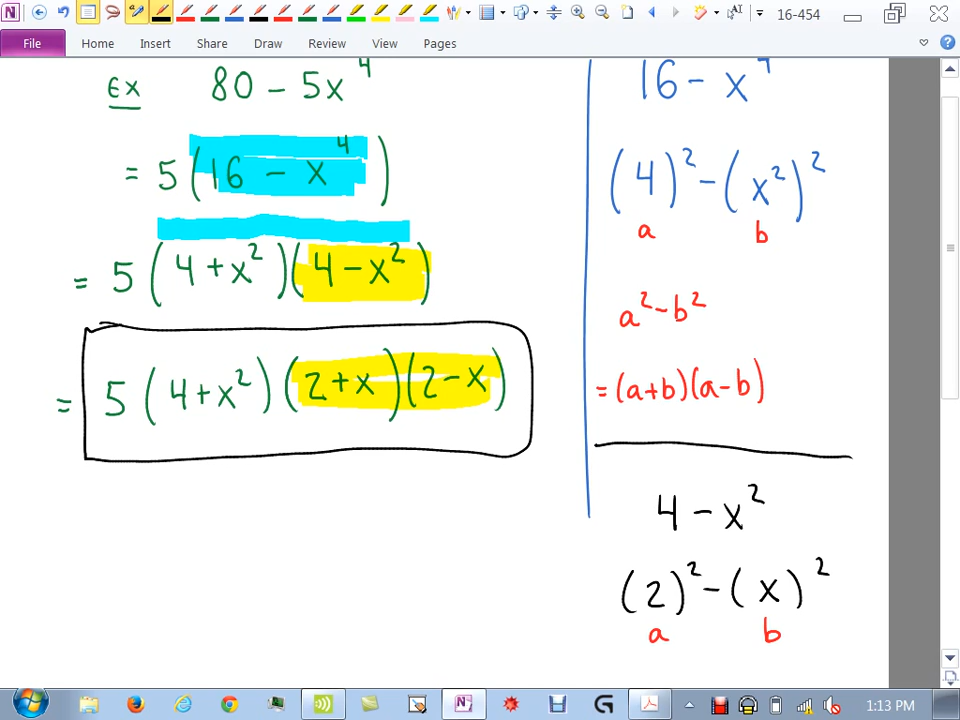 16-454
File Home Insert Share Draw Review View Pages
Ex 80 - 5x⁴
= 5(16 - x⁴)
= 5(4+x²)(4-x²)
= 5(4+x²)(2+x)(2-x)
16 - x⁴
(4)² - (x²)²
a b
a² - b²
= (a+b)(a-b)
4 - x²
(2)² - (x)²
a b
1:13 PM